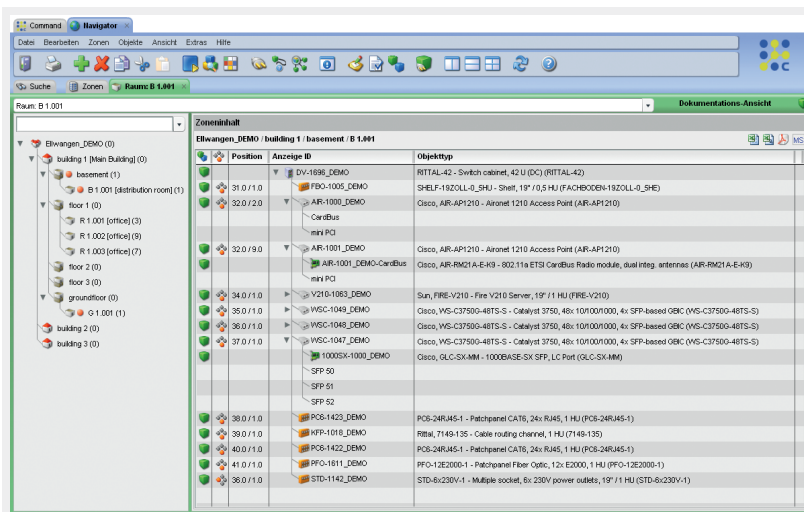 Command Navigator
Datei Bearbeiten Zonen Objekte Ansicht Extras Hilfe
Suche Zonen Raum: B 1.001
Raum: B 1.001 Dokumentations-Ansicht
Zoneninhalt
Ellwangen_DEMO (0)
building 1 [Main Building] (0)
basement (1)
B 1.001 [distribution room] (1)
floor 1 (0)
R 1.001 [office] (3)
R 1.002 [office] (9)
R 1.003 [office] (7)
floor 2 (0)
floor 3 (0)
groundfloor (0)
G 1.001 (1)
building 2 (0)
building 3 (0)
Ellwangen_DEMO / building 1 / basement / B 1.001 MS
Position Anzeige ID Objekttyp
DV-1696_DEMO RITTAL-42 - Switch cabinet, 42 U (DC) (RITTAL-42)
31.0 / 1.0 FBO-1005_DEMO SHELF-19ZOLL-0_5HU - Shelf, 19" / 0,5 HU (FACHBODEN-19ZOLL-0_5HE)
32.0 / 2.0 AIR-1000_DEMO Cisco, AIR-AP1210 - Aironet 1210 Access Point (AIR-AP1210)
CardBus
mini PCI
32.0 / 9.0 AIR-1001_DEMO Cisco, AIR-AP1210 - Aironet 1210 Access Point (AIR-AP1210)
AIR-1001_DEMO-CardBus Cisco, AIR-RM21A-E-K9 - 802.11a ETSI CardBus Radio module, dual integ. antennas (AIR-RM21A-E-K9)
mini PCI
34.0 / 1.0 V210-1063_DEMO Sun, FIRE-V210 - Fire V210 Server, 19" / 1 HU (FIRE-V210)
35.0 / 1.0 WSC-1049_DEMO Cisco, WS-C3750G-48TS-S - Catalyst 3750, 48x 10/100/1000, 4x SFP-based GBIC (WS-C3750G-48TS-S)
36.0 / 1.0 WSC-1048_DEMO Cisco, WS-C3750G-48TS-S - Catalyst 3750, 48x 10/100/1000, 4x SFP-based GBIC (WS-C3750G-48TS-S)
37.0 / 1.0 WSC-1047_DEMO Cisco, WS-C3750G-48TS-S - Catalyst 3750, 48x 10/100/1000, 4x SFP-based GBIC (WS-C3750G-48TS-S)
1000SX-1000_DEMO Cisco, GLC-SX-MM - 1000BASE-SX SFP, LC Port (GLC-SX-MM)
SFP 50
SFP 51
SFP 52
38.0 / 1.0 PC6-1423_DEMO PC6-24RJ45-1 - Patchpanel CAT6, 24x RJ45, 1 HU (PC6-24RJ45-1)
39.0 / 1.0 KFP-1018_DEMO Rittal, 7149-135 - Cable routing channel, 1 HU (7149-135)
40.0 / 1.0 PC6-1422_DEMO PC6-24RJ45-1 - Patchpanel CAT6, 24x RJ45, 1 HU (PC6-24RJ45-1)
41.0 / 1.0 PFO-1611_DEMO PFO-12E2000-1 - Patchpanel Fiber Optic, 12x E2000, 1 HU (PFO-12E2000-1)
36.0 / 1.0 STD-1142_DEMO STD-6x230V-1 - Multiple socket, 6x 230V power outlets, 19" / 1 HU (STD-6x230V-1)